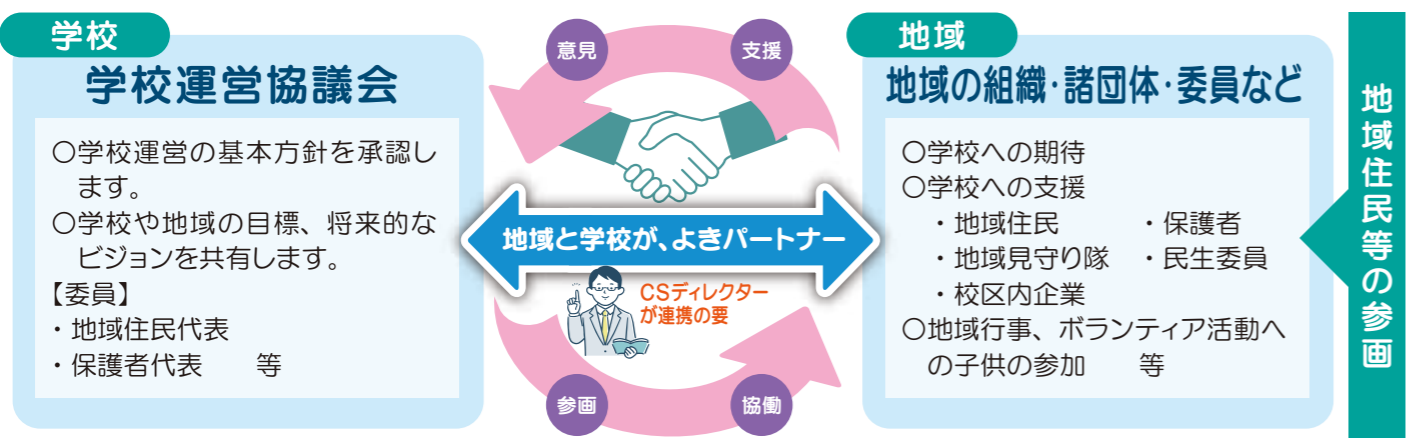 学校
学校運営協議会
〇学校運営の基本方針を承認し
ます。
〇学校や地域の目標、将来的な
ビジョンを共有します。
【委員】
・地域住民代表
・保護者代表　等
意見
支援
地域と学校が、よきパートナー
CSディレクター
が連携の要
参画
協働
地域
地域の組織・諸団体・委員など
〇学校への期待
〇学校への支援
・地域住民　・保護者
・地域見守り隊　・民生委員
・校区内企業
〇地域行事、ボランティア活動へ
の子供の参加　等
地域住民等の参画